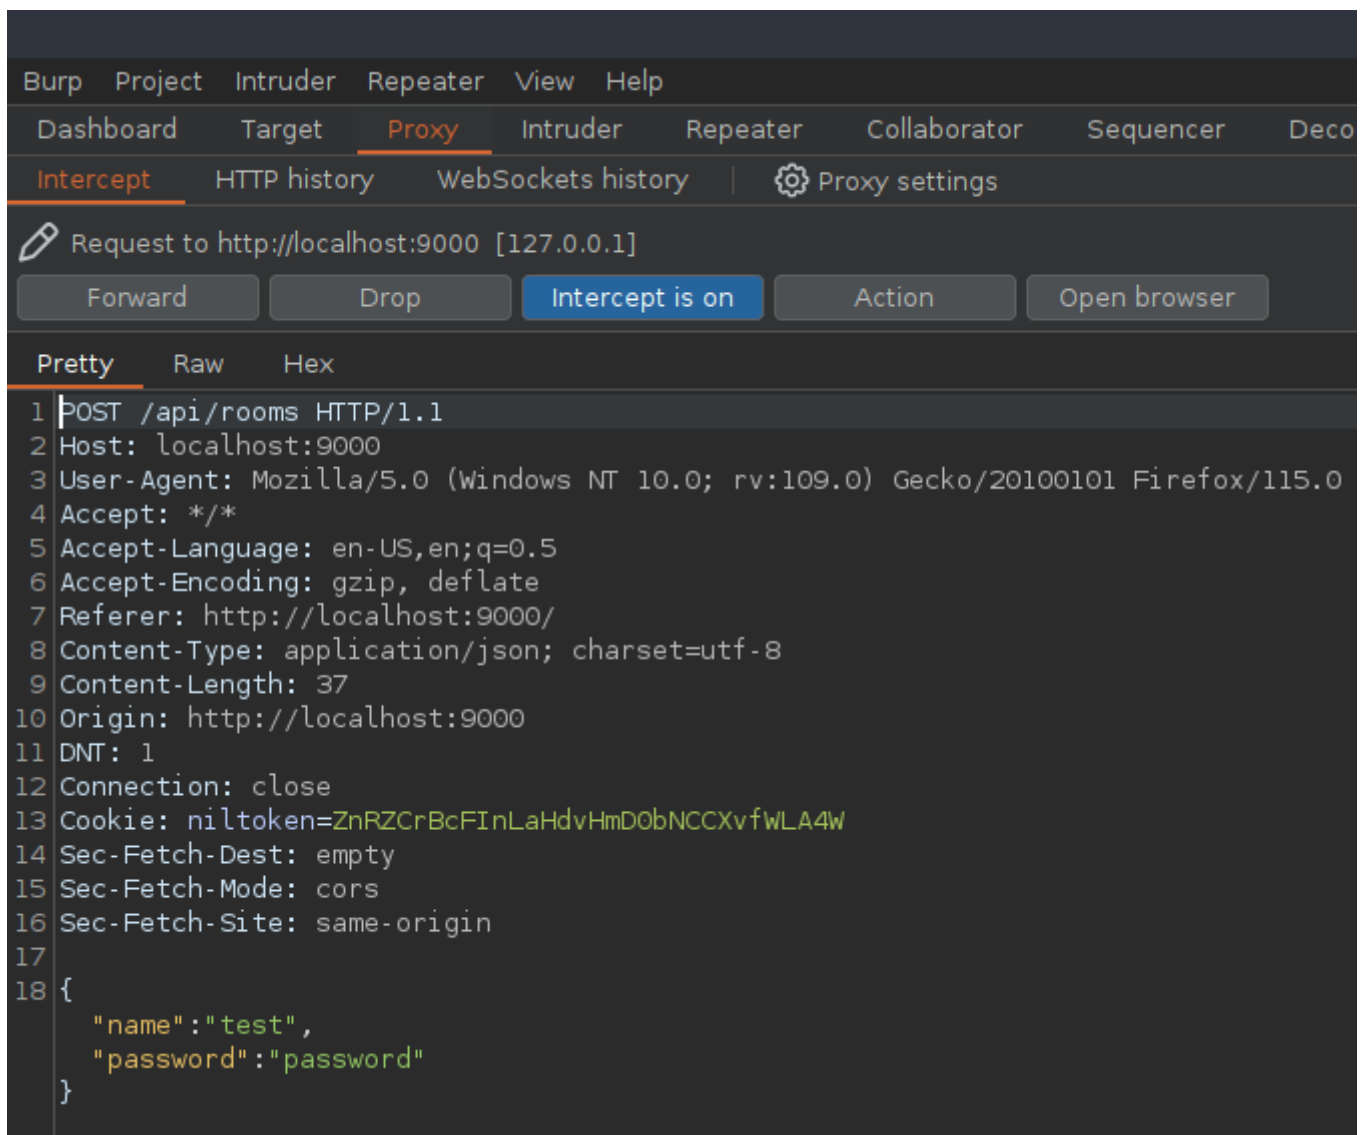 Burp Project Intruder Repeater View Help
Dashboard Target Proxy Intruder Repeater Collaborator Sequencer Deco
Intercept HTTP history WebSockets history Proxy settings
Request to http://localhost:9000 [127.0.0.1]
Forward Drop Intercept is on Action Open browser
Pretty Raw Hex
1 POST /api/rooms HTTP/1.1
2 Host: localhost:9000
3 User-Agent: Mozilla/5.0 (Windows NT 10.0; rv:109.0) Gecko/20100101 Firefox/115.0
4 Accept: */*
5 Accept-Language: en-US,en;q=0.5
6 Accept-Encoding: gzip, deflate
7 Referer: http://localhost:9000/
8 Content-Type: application/json; charset=utf-8
9 Content-Length: 37
10 Origin: http://localhost:9000
11 DNT: 1
12 Connection: close
13 Cookie: niltoken=ZnRZCrBcFInLaHdvHmD0bNCCXvfWLA4W
14 Sec-Fetch-Dest: empty
15 Sec-Fetch-Mode: cors
16 Sec-Fetch-Site: same-origin
17
18 {
"name":"test",
"password":"password"
}